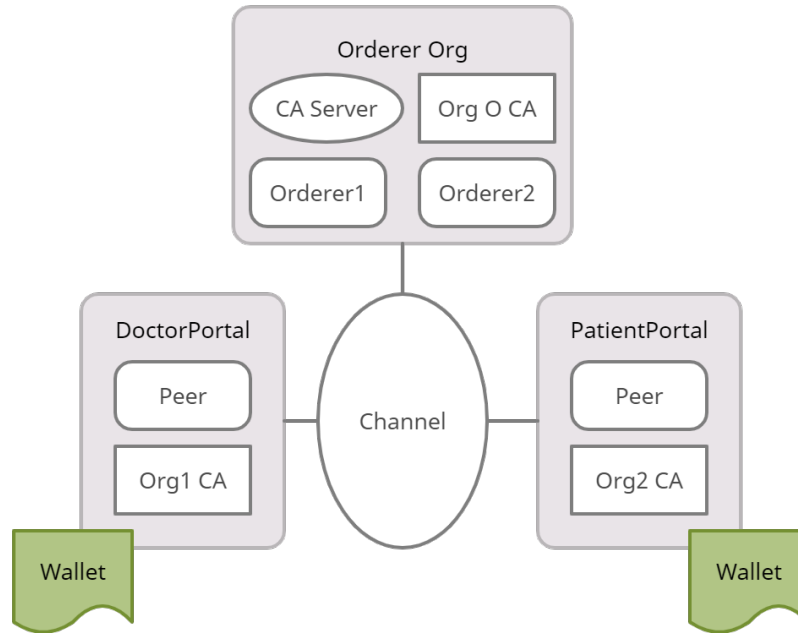 Orderer Org
CA Server
Org O CA
Orderer1
Orderer2
DoctorPortal
Peer
Org1 CA
Wallet
Channel
PatientPortal
Peer
Org2 CA
Wallet